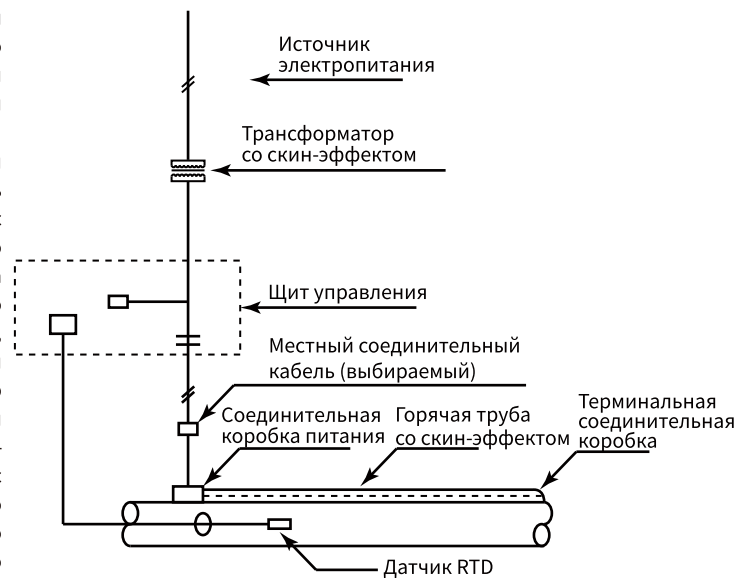 Источник
электропитания
Трансформатор
со скин-эффектом
Щит управления
Местный соединительный
кабель (выбираемый)
Соединительная
коробка питания
Горячая труба
со скин-эффектом
Терминальная
соединительная
коробка
Датчик RTD